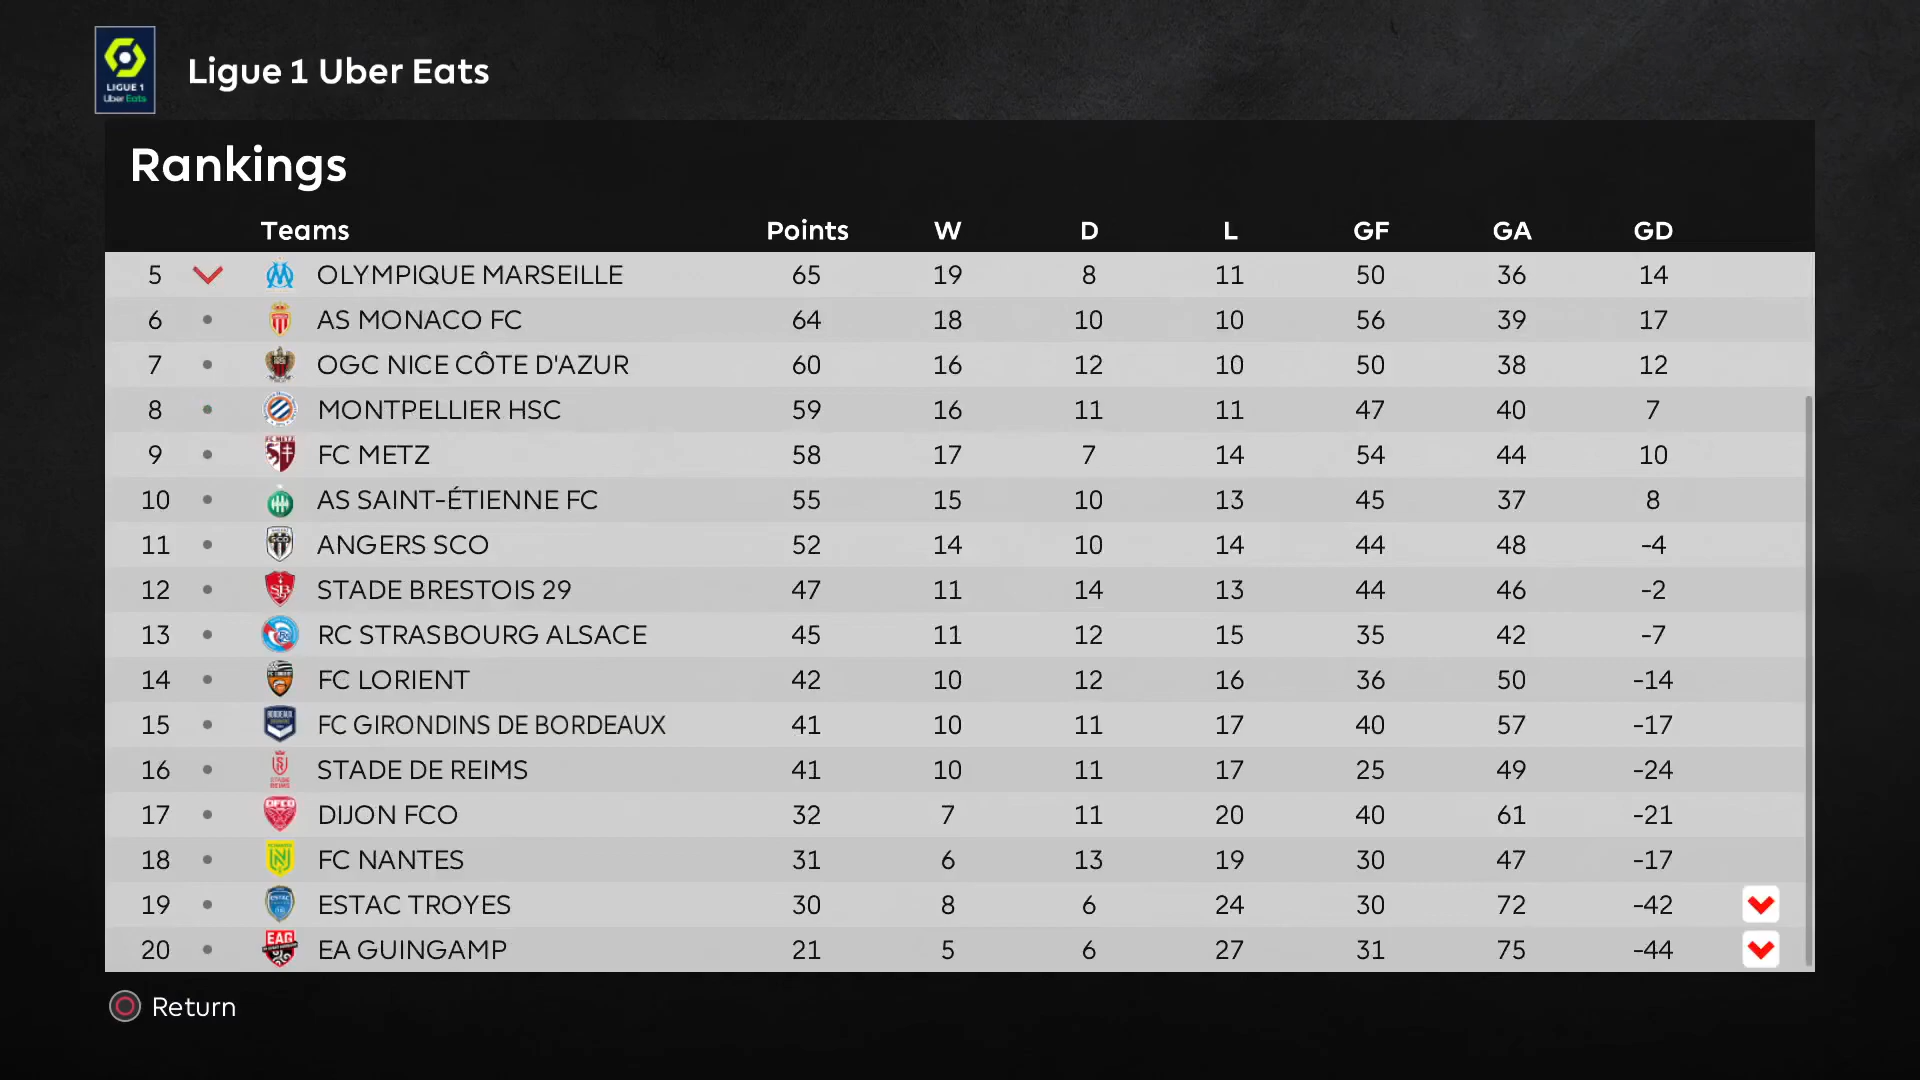 LIGUE 1
Uber Eats
Ligue 1 Uber Eats
Rankings
Teams Points W D L GF GA GD
5 OLYMPIQUE MARSEILLE 65 19 8 11 50 36 14
6 AS MONACO FC 64 18 10 10 56 39 17
7 OGC NICE CÔTE D'AZUR 60 16 12 10 50 38 12
8 MONTPELLIER HSC 59 16 11 11 47 40 7
9 FC METZ 58 17 7 14 54 44 10
10 AS SAINT-ÉTIENNE FC 55 15 10 13 45 37 8
11 ANGERS SCO 52 14 10 14 44 48 -4
12 STADE BRESTOIS 29 47 11 14 13 44 46 -2
13 RC STRASBOURG ALSACE 45 11 12 15 35 42 -7
14 FC LORIENT 42 10 12 16 36 50 -14
15 FC GIRONDINS DE BORDEAUX 41 10 11 17 40 57 -17
16 STADE DE REIMS 41 10 11 17 25 49 -24
17 DIJON FCO 32 7 11 20 40 61 -21
18 FC NANTES 31 6 13 19 30 47 -17
19 ESTAC TROYES 30 8 6 24 30 72 -42
20 EA GUINGAMP 21 5 6 27 31 75 -44
Return